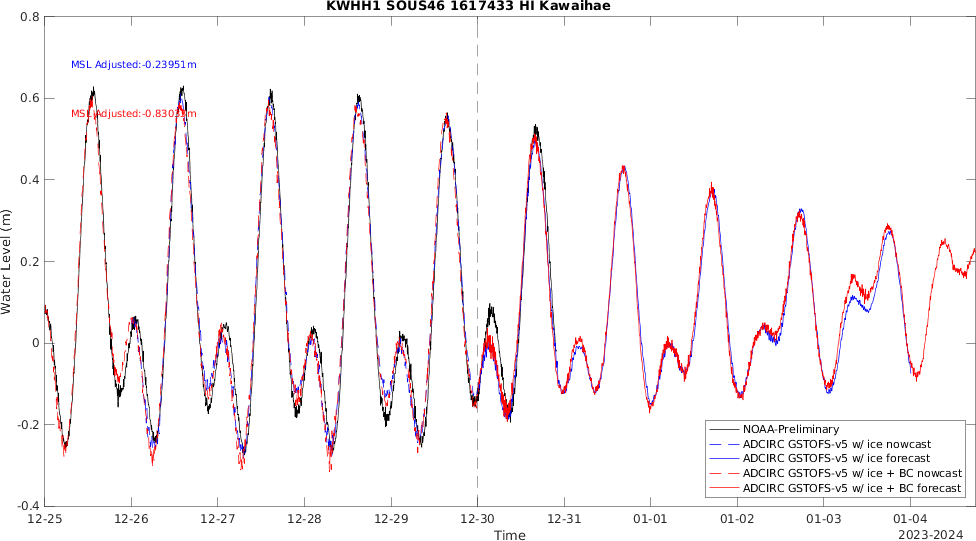 KWHH1 SOUS46 1617433 HI Kawaihae
0.8
0.6
0.4
0.2
0
-0.2
-0.4
Water Level (m)
MSL Adjusted:-0.23951m
MSL Adjusted:-0.830
12-25
12-26
12-27
12-28
12-29
12-30
12-31
01-01
01-02
01-03
01-04
Time
2023-2024
NOAA-Preliminary
ADCIRC GSTOFS-v5 w/ ice nowcast
ADCIRC GSTOFS-v5 w/ ice forecast
ADCIRC GSTOFS-v5 w/ ice + BC nowcast
ADCIRC GSTOFS-v5 w/ ice + BC forecast